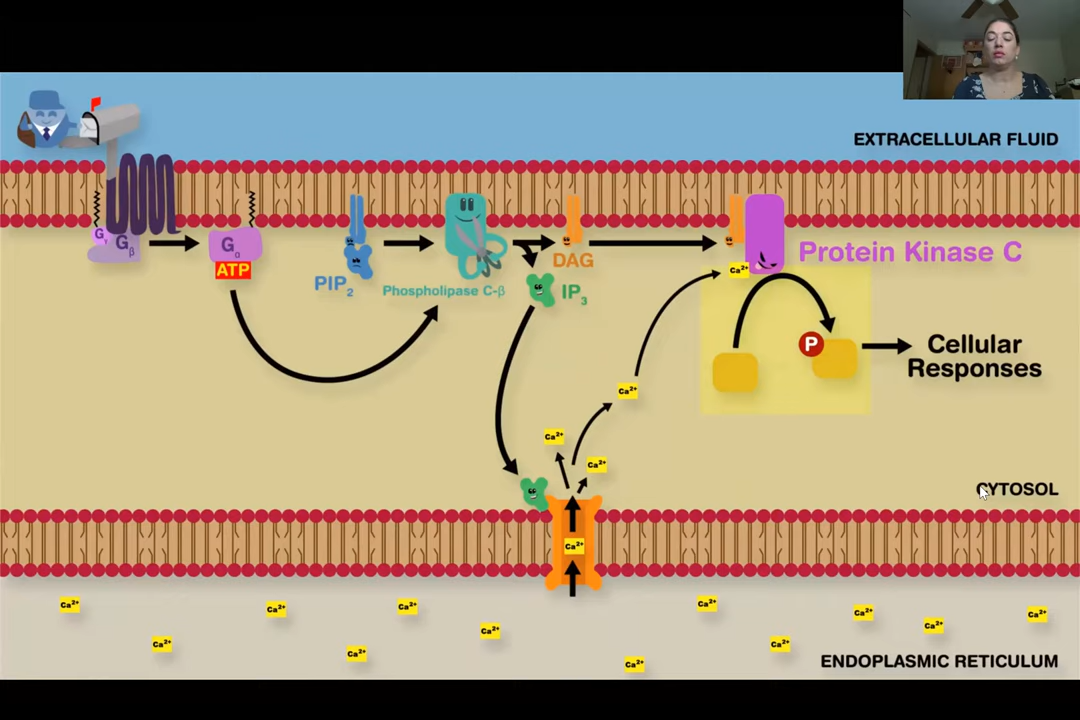 EXTRACELLULAR FLUID
Gγ
Gβ
Gα
ATP
PIP2
Phospholipase C-β
DAG
IP3
Ca²⁺
Protein Kinase C
P
Cellular
Responses
Ca²⁺
Ca²⁺
Ca²⁺
CYTOSOL
Ca²⁺
Ca²⁺
Ca²⁺
Ca²⁺
Ca²⁺
Ca²⁺
Ca²⁺
Ca²⁺
Ca²⁺
Ca²⁺
Ca²⁺
Ca²⁺
Ca²⁺
ENDOPLASMIC RETICULUM